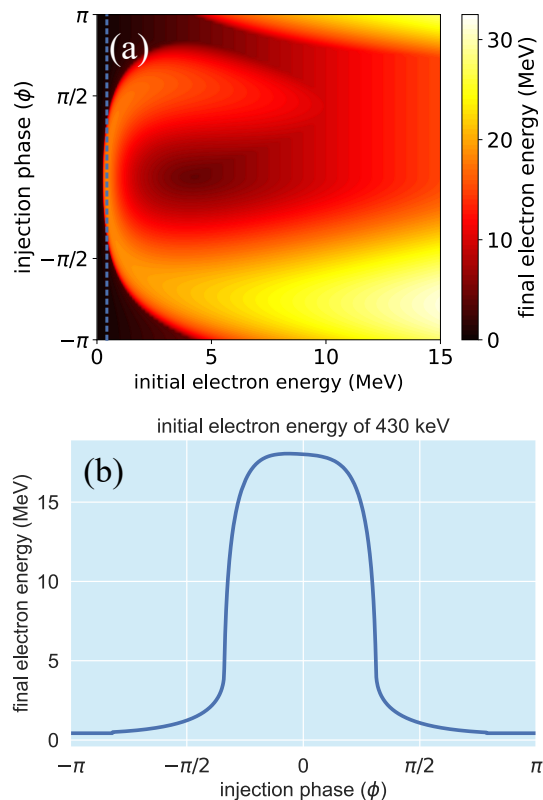 (a)
π
π/2
−π/2
−π
injection phase (ϕ)
0
5
10
15
initial electron energy (MeV)
30
20
10
0
final electron energy (MeV)
initial electron energy of 430 keV
(b)
15
10
5
0
final electron energy (MeV)
−π
−π/2
0
π/2
π
injection phase (ϕ)